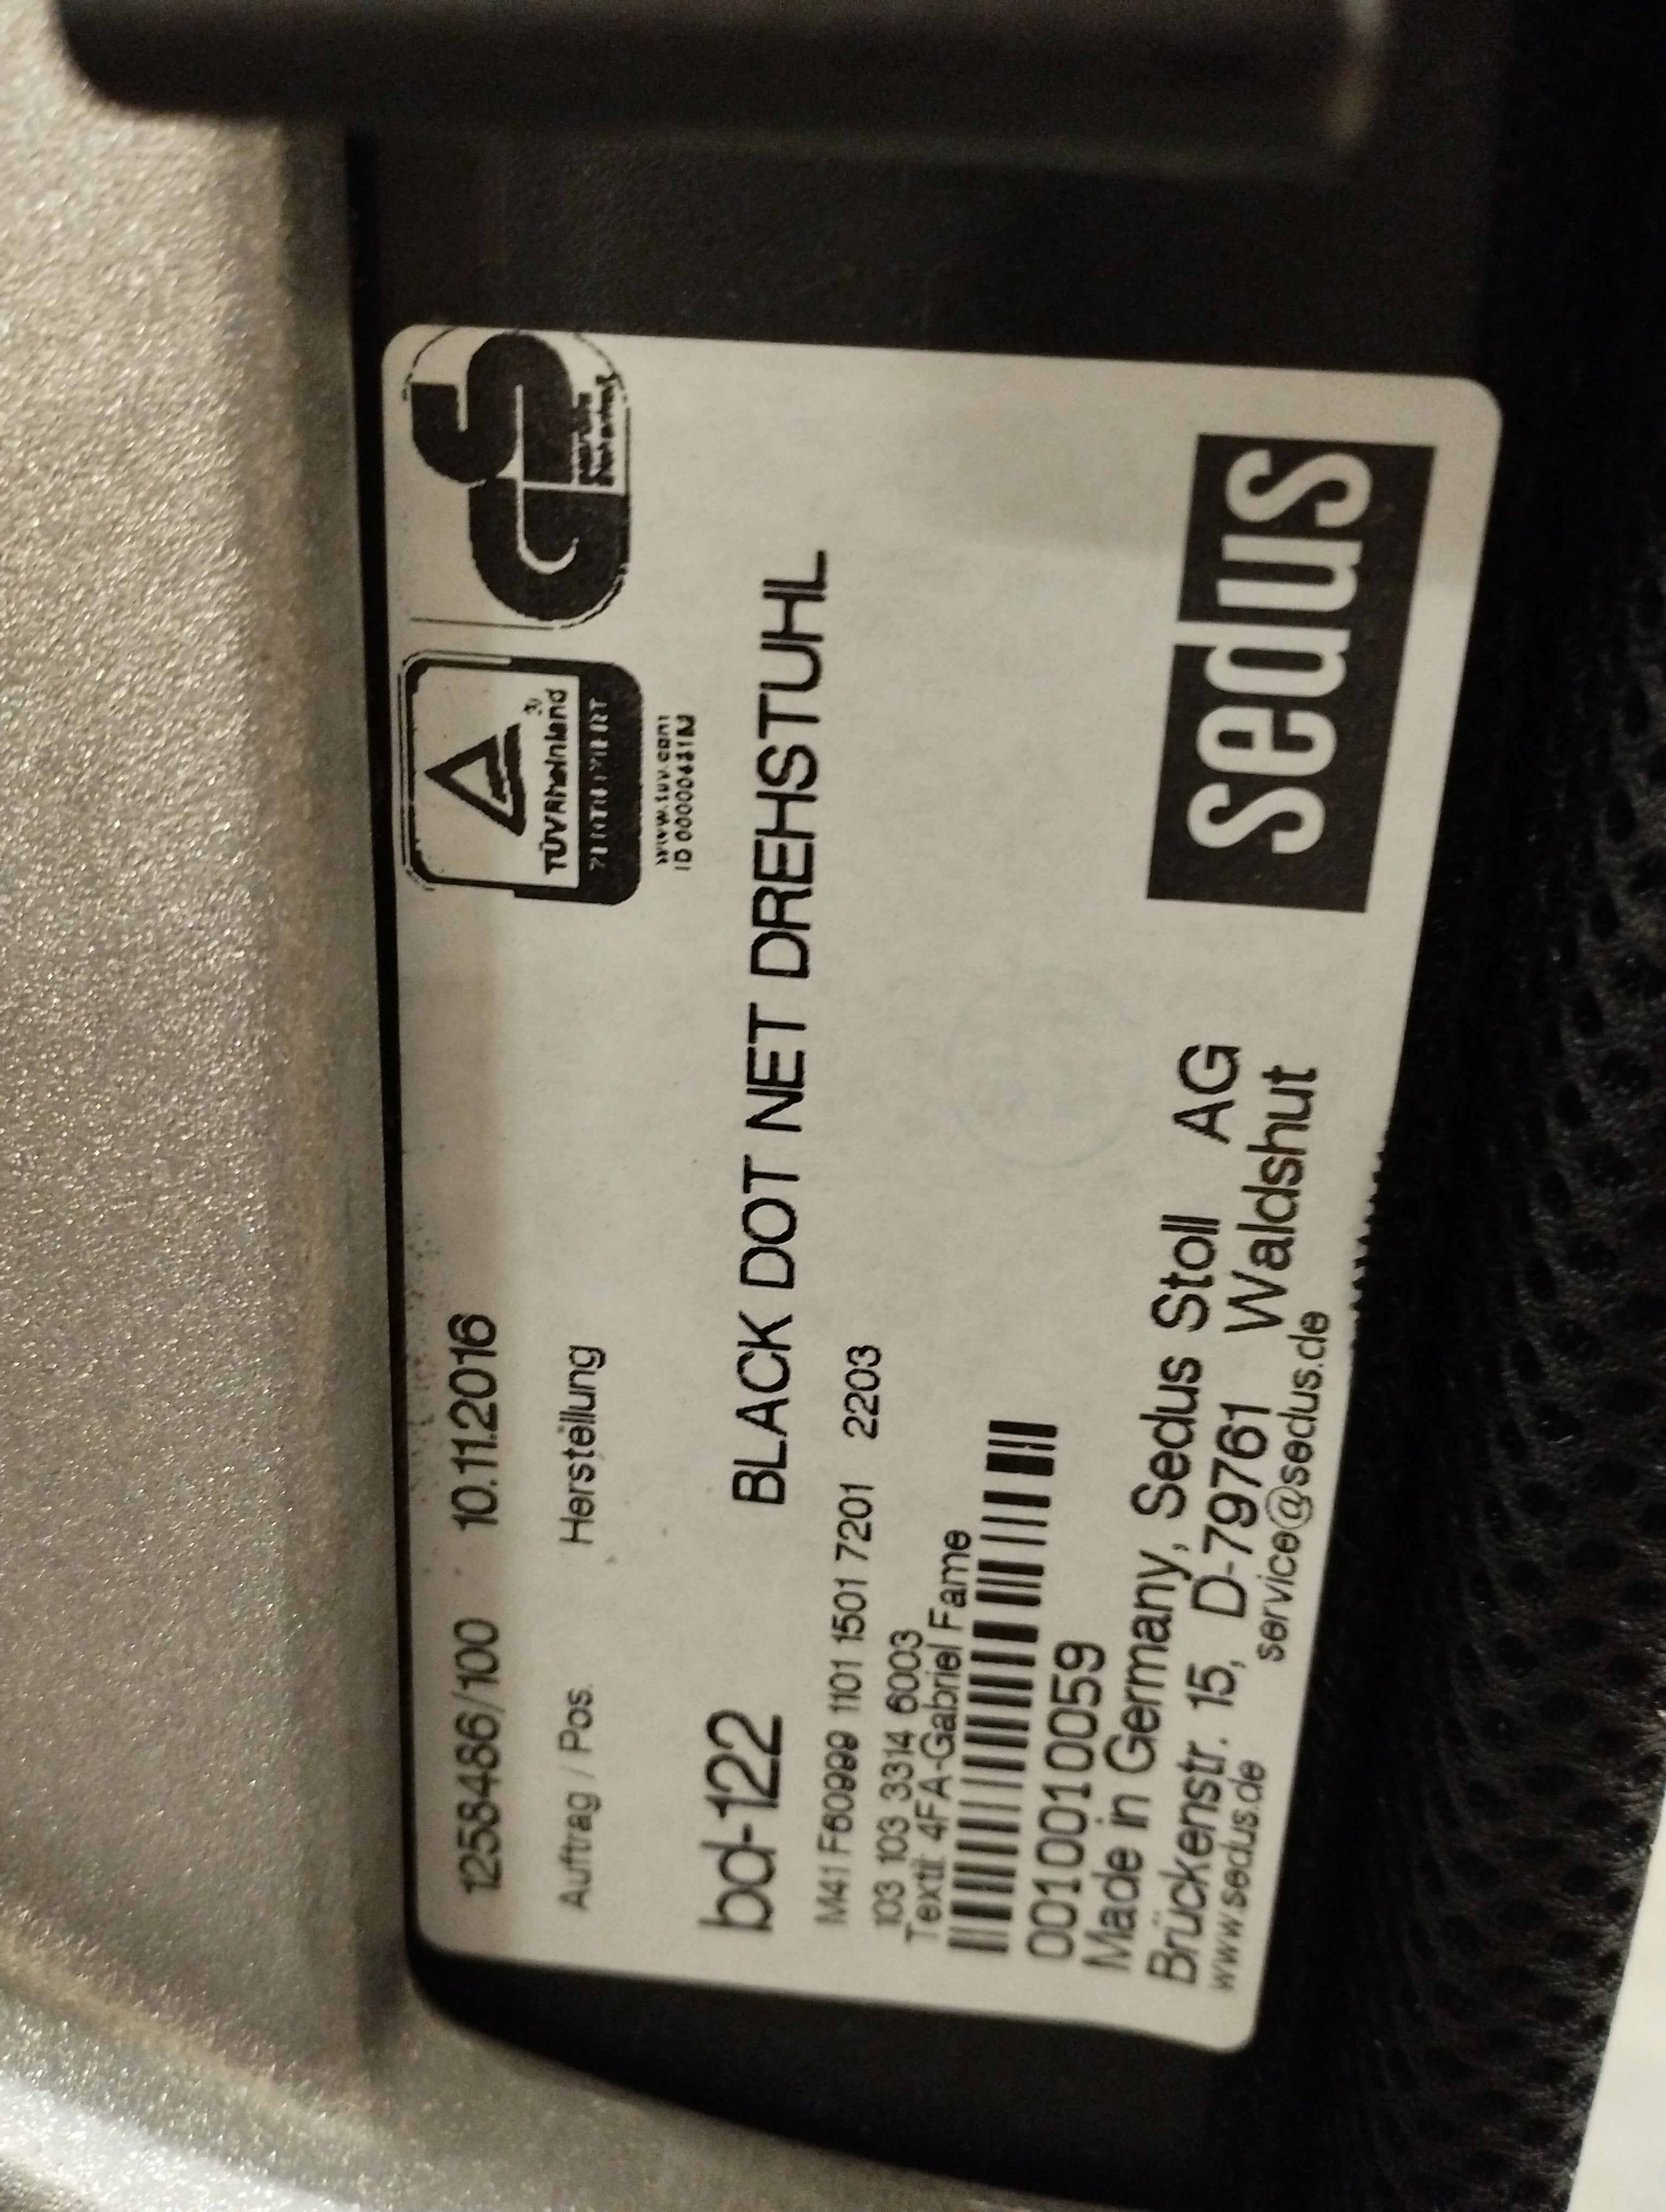 1258486/100 10.11.2016
Auftrag / Pos. Herstellung
TÜVRheinland
www.tuv.com
GS
bd-122 BLACK DOT NET DREHSTUHL
M41 F60999 1101 1501 7201 2203
103 103 3314 6003
Textil: 4FA-Gabriel Fame
0010010059
Made in Germany, Sedus Stoll AG
Brückenstr. 15, D-79761 Waldshut
www.sedus.de service@sedus.de
sedus